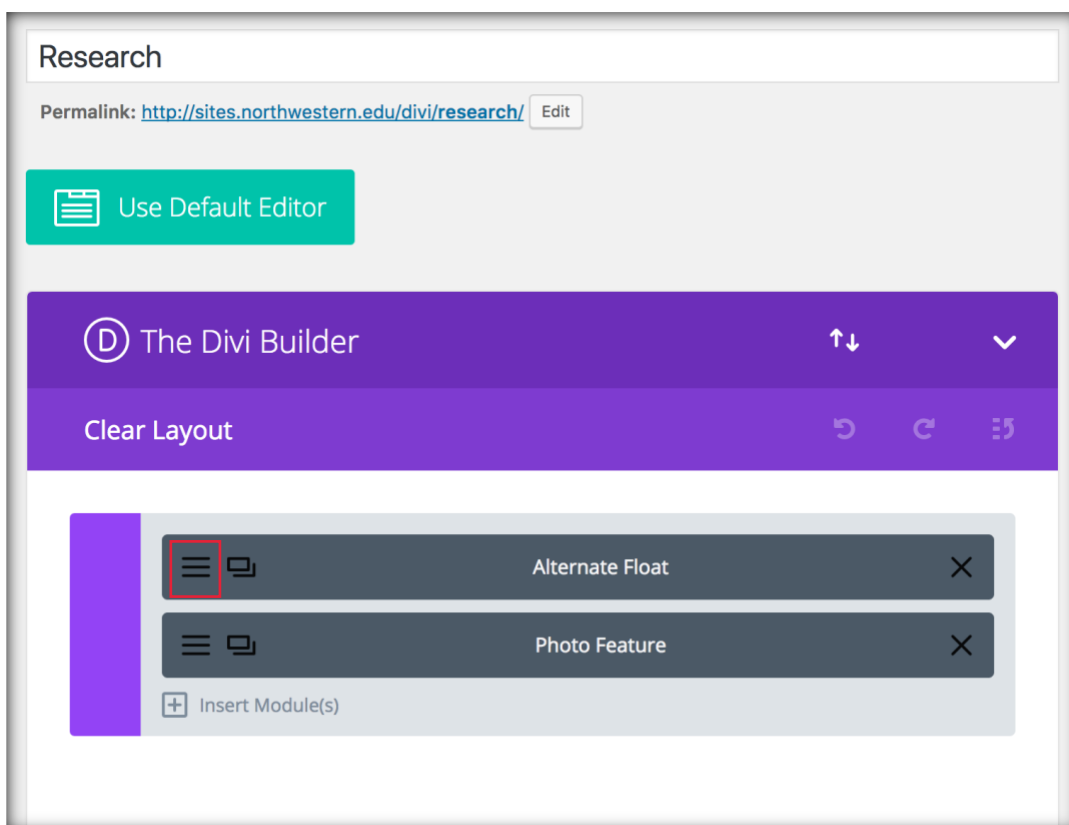 Research
Permalink: http://sites.northwestern.edu/divi/research/ Edit
Use Default Editor
D The Divi Builder
Clear Layout
Alternate Float
Photo Feature
Insert Module(s)